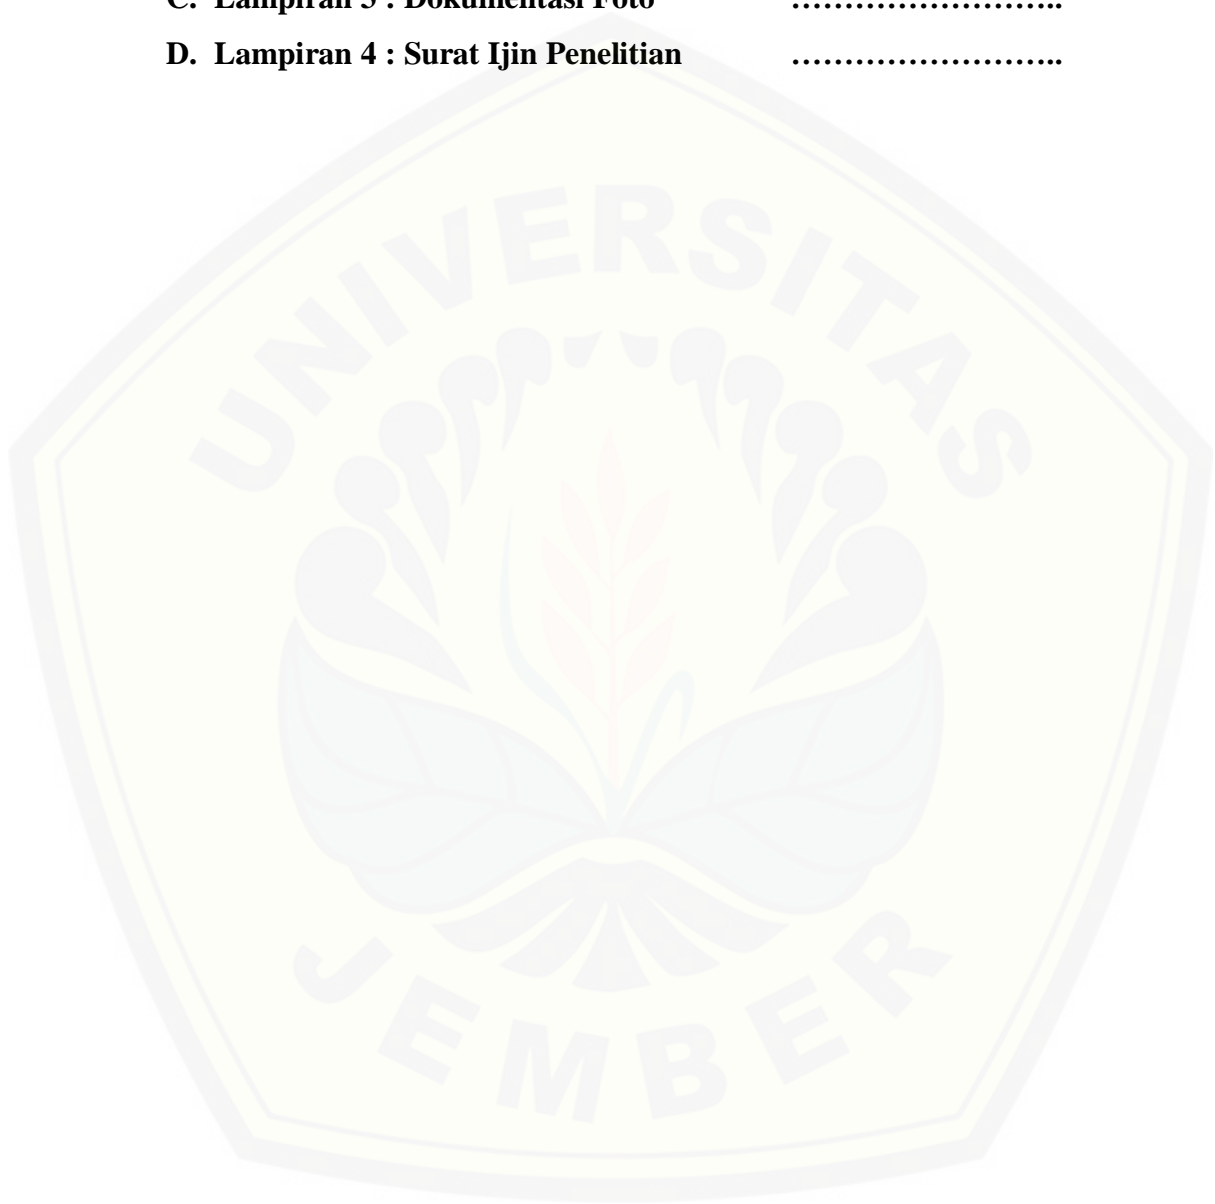 C. Lampiran 3 : Dokumentasi Foto ……………………..
D. Lampiran 4 : Surat Ijin Penelitian ……………………..
UNIVERSITAS
JEMBER